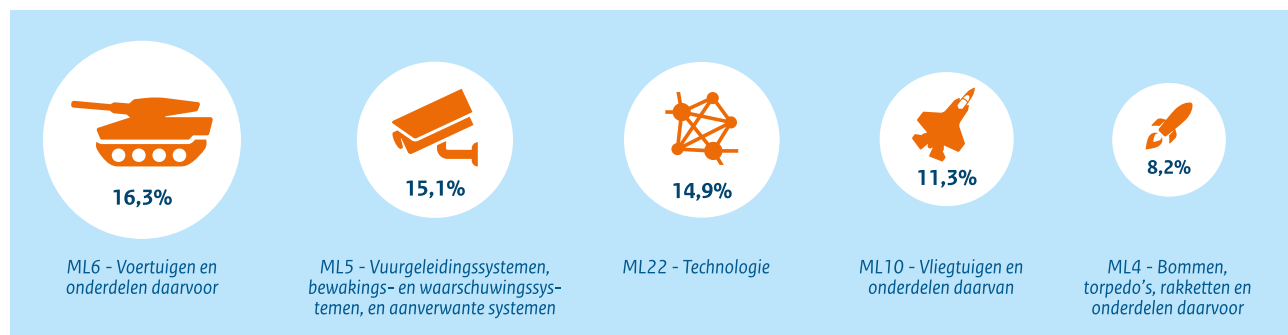 16,3%
15,1%
14,9%
11,3%
8,2%
ML6 - Voertuigen en
onderdelen daarvoor
ML5 - Vuurgeleidingssystemen,
bewakings- en waarschuwingssys-
temen, en aanverwante systemen
ML22 - Technologie
ML10 - Vliegtuigen en
onderdelen daarvan
ML4 - Bommen,
torpedo's, rakketten en
onderdelen daarvoor